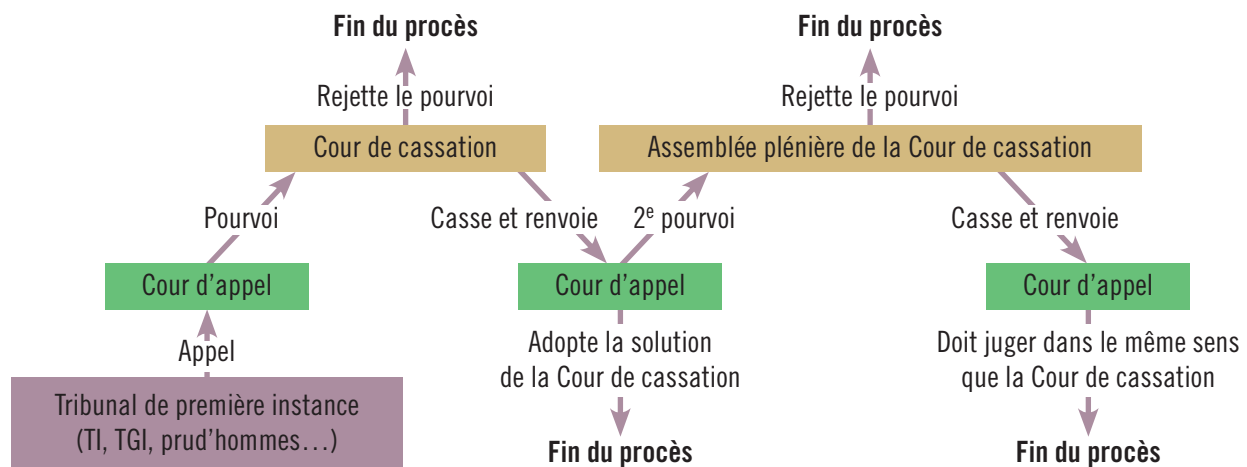 Fin du procès
Fin du procès
Rejette le pourvoi
Rejette le pourvoi
Cour de cassation
Assemblée plénière de la Cour de cassation
Pourvoi
Casse et renvoie
2e pourvoi
Casse et renvoie
Cour d’appel
Cour d’appel
Cour d’appel
Appel
Adopte la solution
de la Cour de cassation
Doit juger dans le même sens
que la Cour de cassation
Tribunal de première instance
(TI, TGI, prud’hommes…)
Fin du procès
Fin du procès